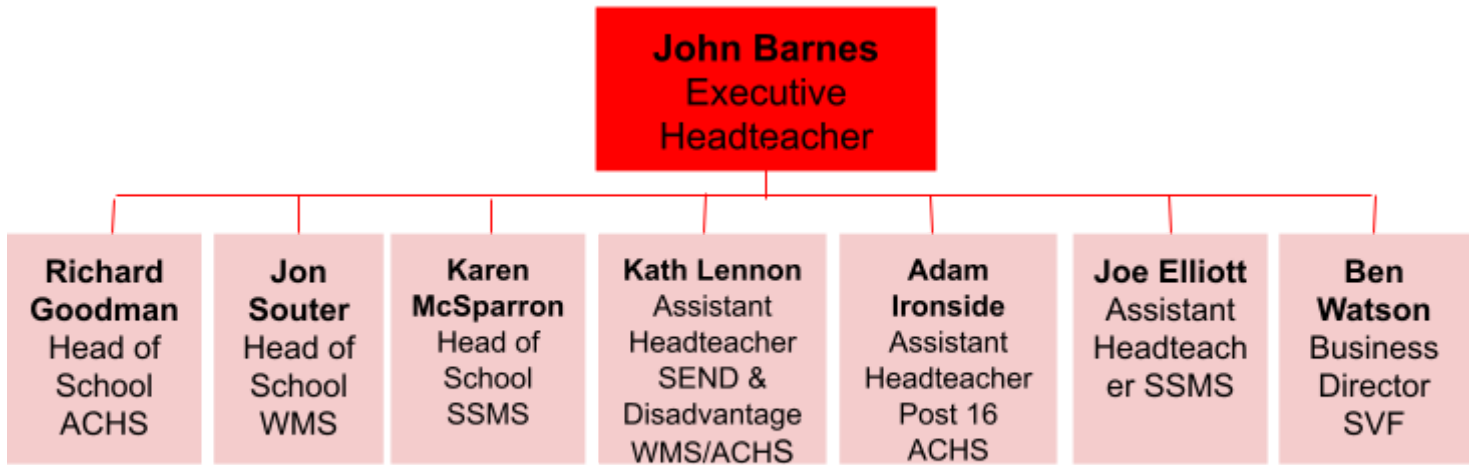 John Barnes
Executive
Headteacher
Richard
Goodman
Head of
School
ACHS
Jon
Souter
Head of
School
WMS
Karen
McSparron
Head of
School
SSMS
Kath Lennon
Assistant
Headteacher
SEND &
Disadvantage
WMS/ACHS
Adam
Ironside
Assistant
Headteacher
Post 16
ACHS
Joe Elliott
Assistant
Headteach
er SSMS
Ben
Watson
Business
Director
SVF